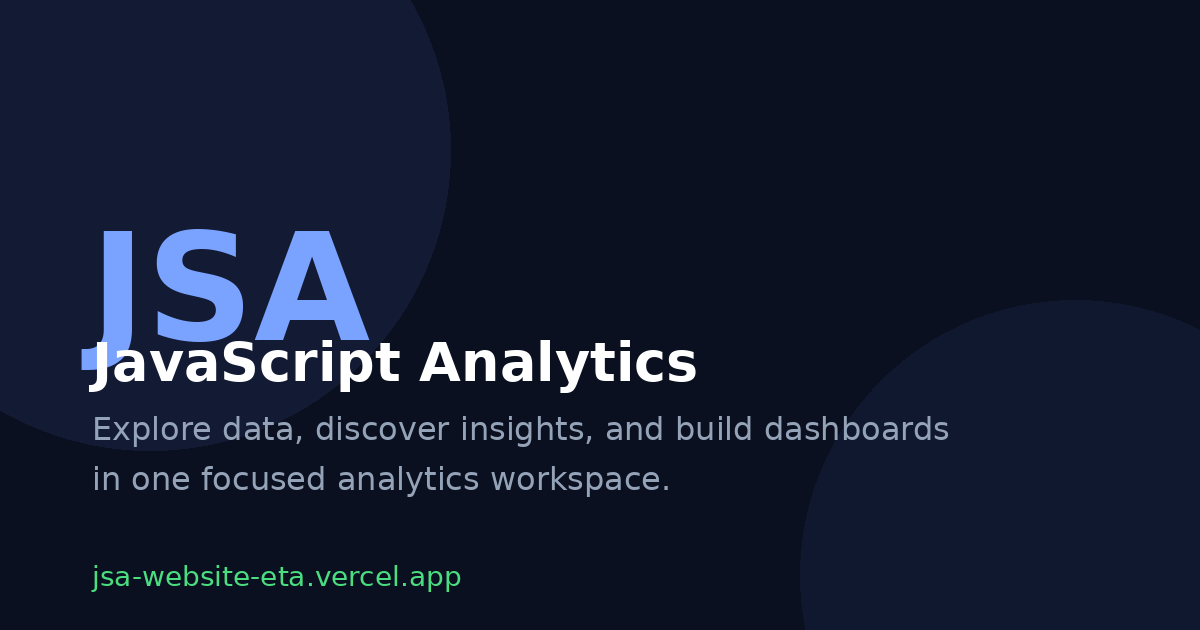 JSA
JavaScript Analytics
Explore data, discover insights, and build dashboards
in one focused analytics workspace.
jsa-website-eta.vercel.app